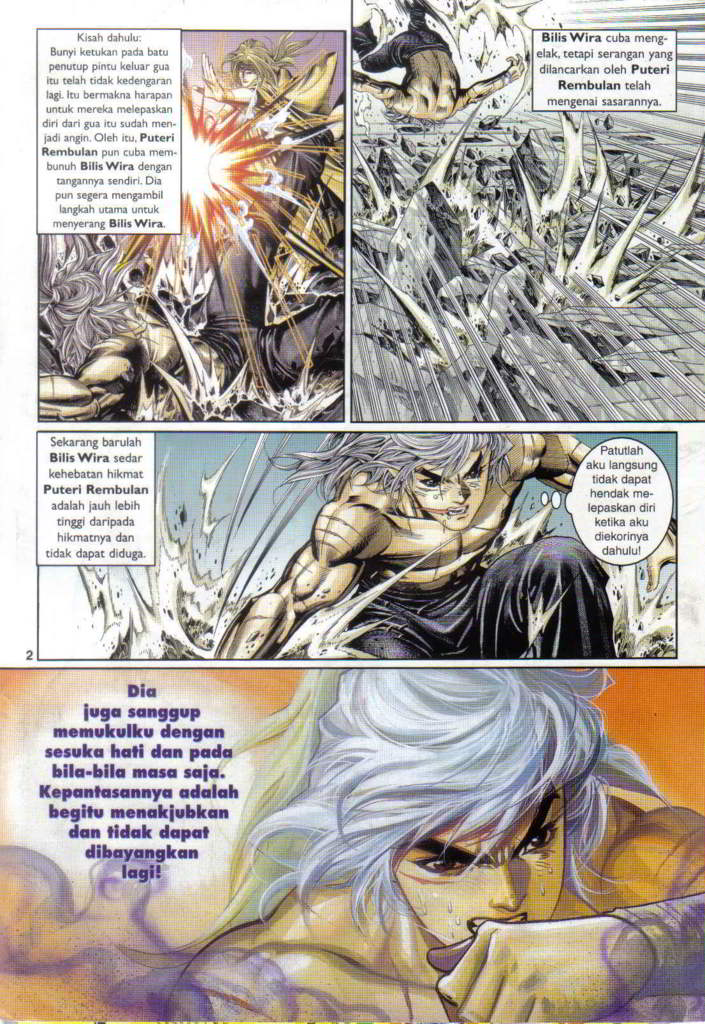 Kisah dahulu:
Bunyi ketukan pada batu
penutup pintu keluar gua
itu telah tidak kedengaran
lagi. Itu bermakna harapan
untuk mereka melepaskan
diri dari gua itu sudah men-
jadi angin. Oleh itu, Puteri
Rembulan pun cuba mem-
bunuh Bilis Wira dengan
tangannya sendiri. Dia
pun segera mengambil
langkah utama untuk
menyerang Bilis Wira.
Bilis Wira cuba meng-
elak, tetapi serangan yang
dilancarkan oleh Puteri
Rembulan telah
mengenai sasarannya.
Sekarang barulah
Bilis Wira sedar
kehebatan hikmat
Puteri Rembulan
adalah jauh lebih
tinggi daripada
hikmatnya dan
tidak dapat diduga.
Patutlah
aku langsung
tidak dapat
hendak me-
lepaskan diri
ketika aku
diekorinya
dahulu!
2
Dia
juga sanggup
memukulku dengan
sesuka hati dan pada
bila-bila masa saja.
Kepantasannya adalah
begitu menakjubkan
dan tidak dapat
dibayangkan
lagi!